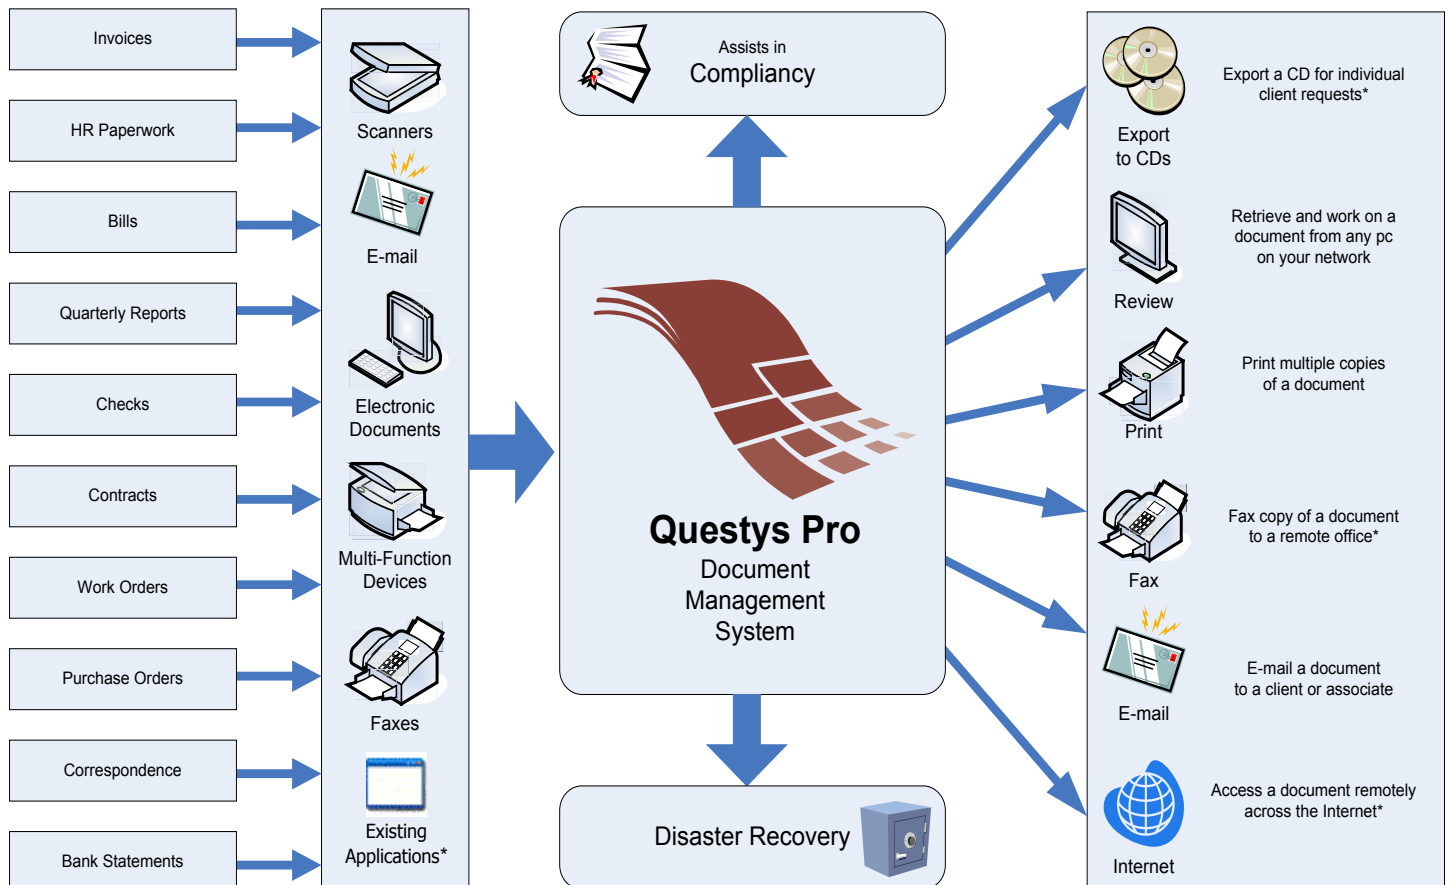 Invoices
HR Paperwork
Bills
Quarterly Reports
Checks
Contracts
Work Orders
Purchase Orders
Correspondence
Bank Statements
Scanners
E-mail
Electronic
Documents
Multi-Function
Devices
Faxes
Existing
Applications*
Assists in
Compliancy
Questys Pro
Document
Management
System
Disaster Recovery
Export
to CDs
Export a CD for individual
client requests*
Review
Retrieve and work on a
document from any pc
on your network
Print
Print multiple copies
of a document
Fax
Fax copy of a document
to a remote office*
E-mail
E-mail a document
to a client or associate
Internet
Access a document remotely
across the Internet*